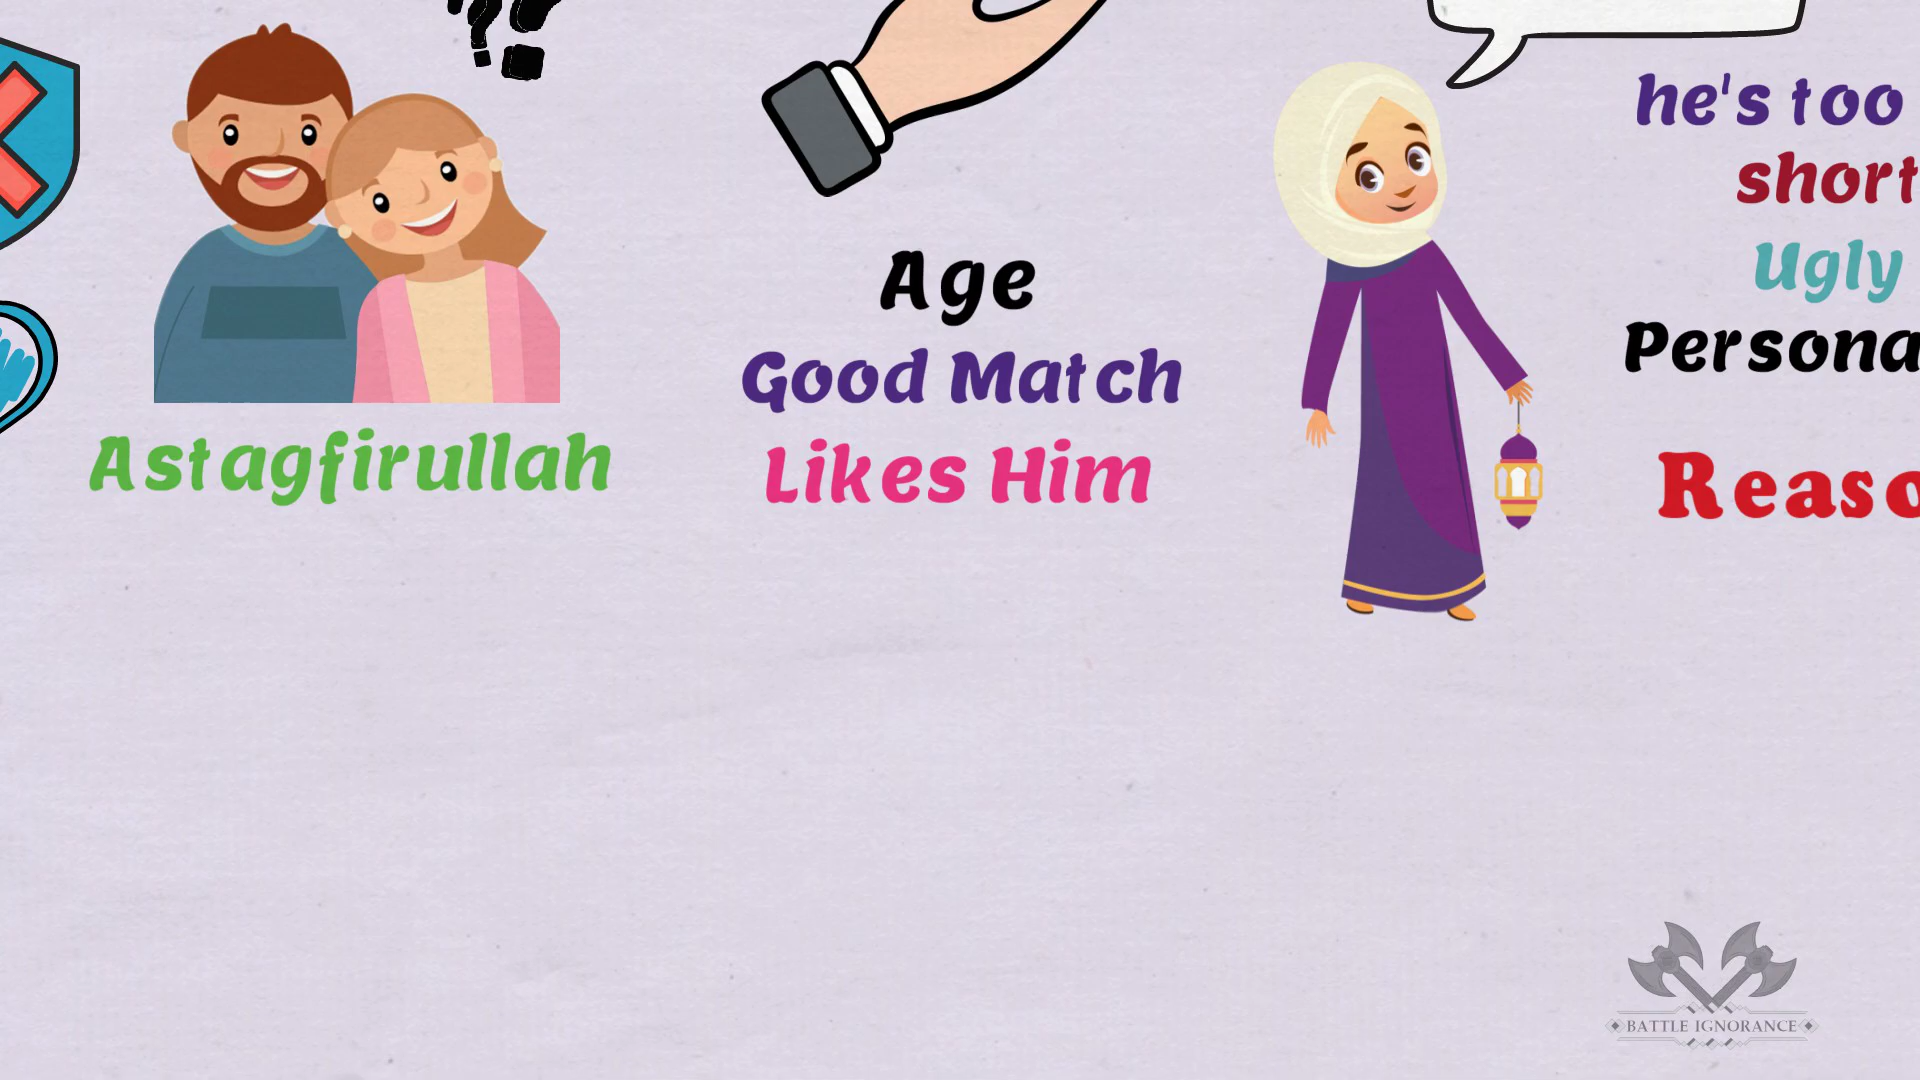 Astagfirullah
Age
Good Match
Likes Him
he's too
short
Ugly
BATTLE IGNORANCE